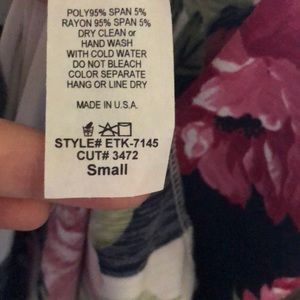 POLY95% SPAN 5%
RAYON 95% SPAN 5%
DRY CLEAN or
HAND WASH
WITH COLD WATER
DO NOT BLEACH
COLOR SEPARATE
HANG OR LINE DRY
MADE IN U.S.A.
STYLE# ETK-7145
CUT# 3472
Small